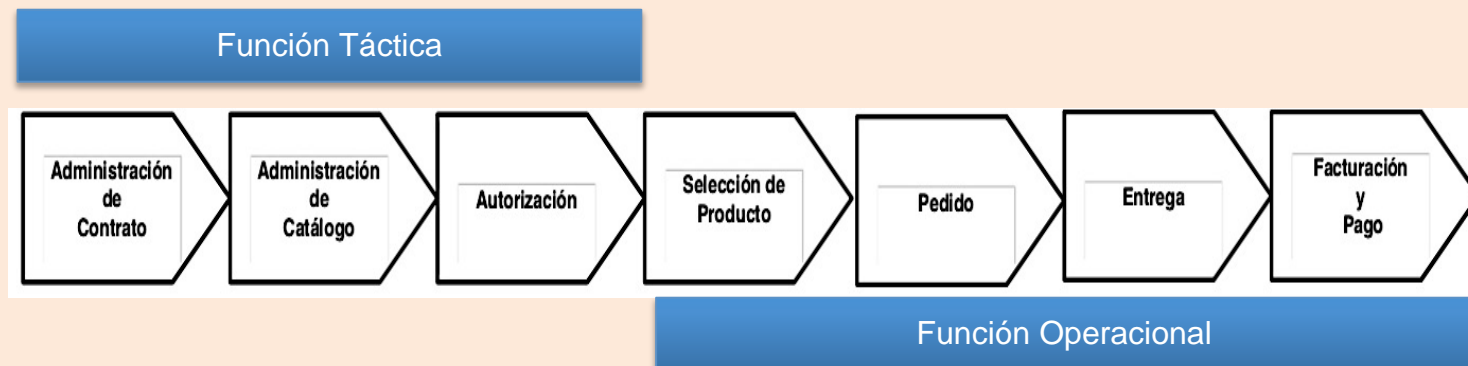 Función Táctica
Administración
de
Contrato
Administración
de
Catálogo
Autorización
Selección de
Producto
Pedido
Entrega
Facturación
y
Pago
Función Operacional